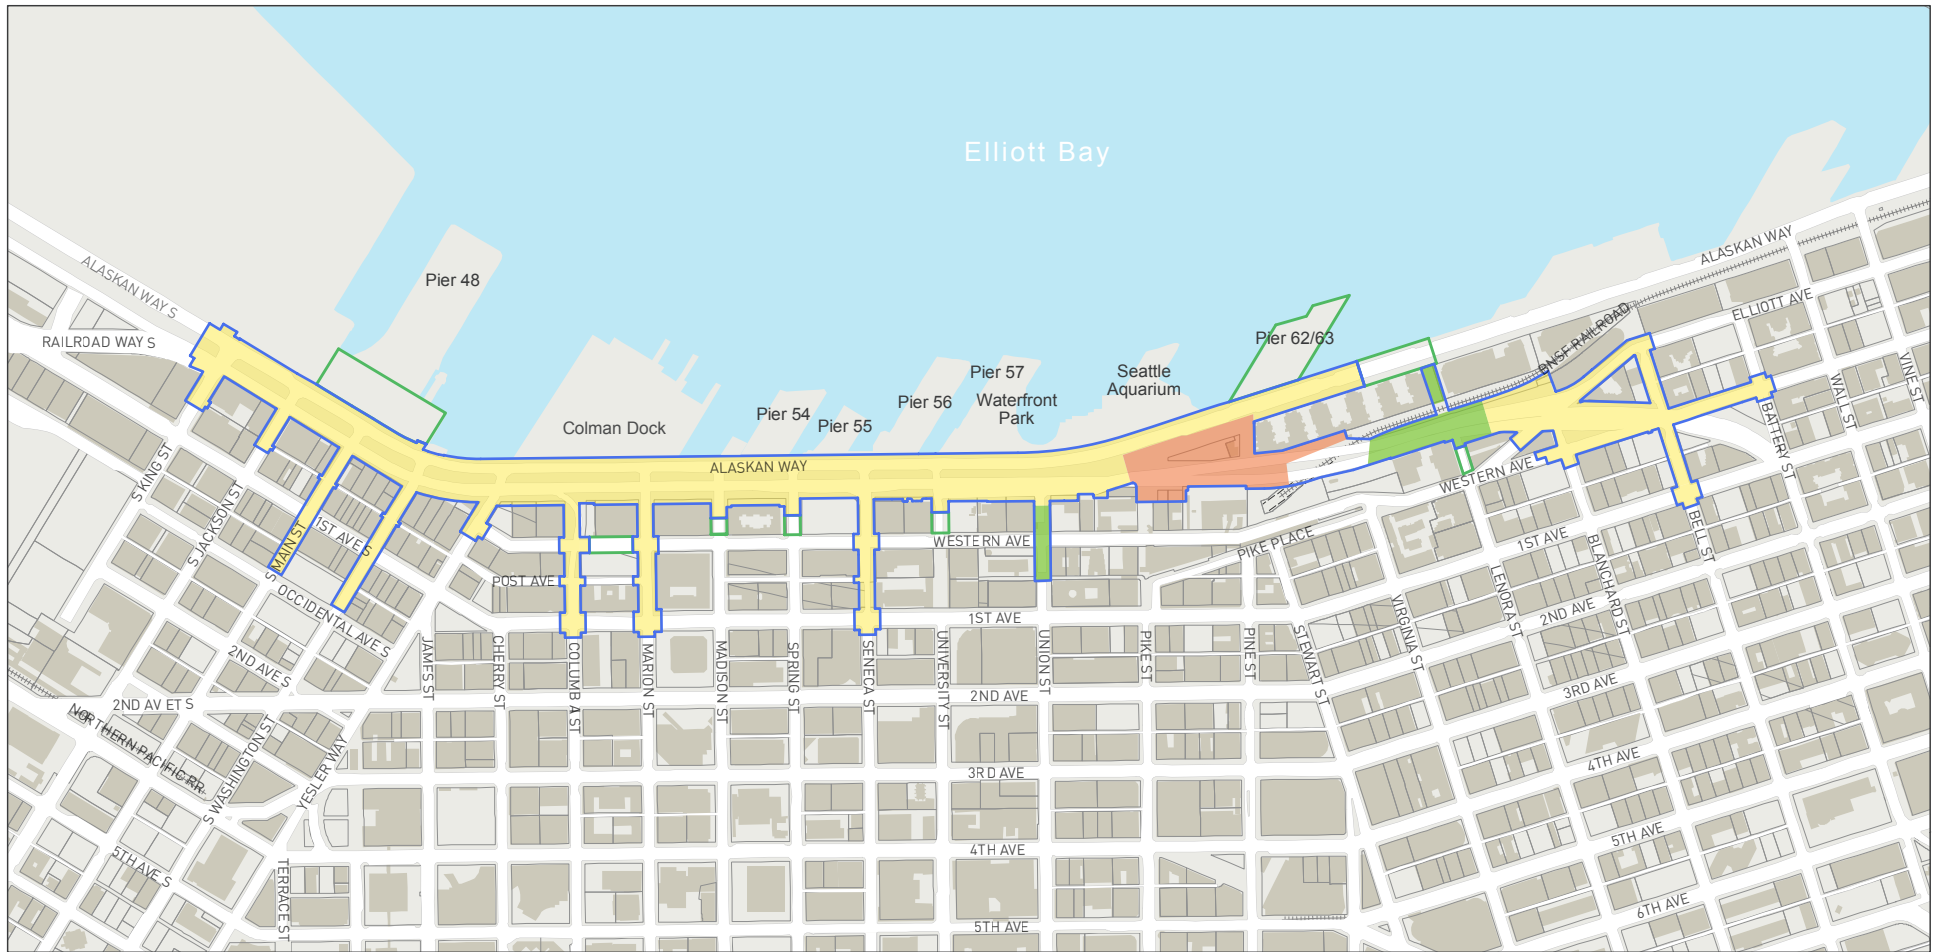 Elliott Bay
ALASKAN WAY
ALASKAN WAY S
Pier 48
ELLIOTT AVE
RAILROAD WAY S
Pier 62/63
BNSF RAILROAD
Pier 57
Seattle
Aquarium
VINE ST
WALL ST
Pier 56
Waterfront
Park
Pier 54
Pier 55
Colman Dock
BATTERY ST
ALASKAN WAY
S KING ST
WESTERN AVE
S JACKSON ST
1ST AVE S
S MAIN ST
WESTERN AVE
PIKE PLACE
1ST AVE
BELL ST
BLANCHARD ST
POST AVE
LENORA ST
OCCIDENTAL AVE S
1ST AVE
2ND AVE
VIRGINIA ST
2ND AVE S
JAMES ST
CHERRY ST
COLUMBIA ST
MARION ST
MADISON ST
SPRING ST
SENECA ST
UNIVERSITY ST
UNION ST
PIKE ST
PINE ST
STEWART ST
3RD AVE
2ND AV ET S
2ND AVE
NORTHERN PACIFIC RR
S WASHINGTON ST
YESLER WAY
3RD AVE
4TH AVE
5TH AVE S
4TH AVE
5TH AVE
TERRACE ST
6TH AVE
5TH AVE